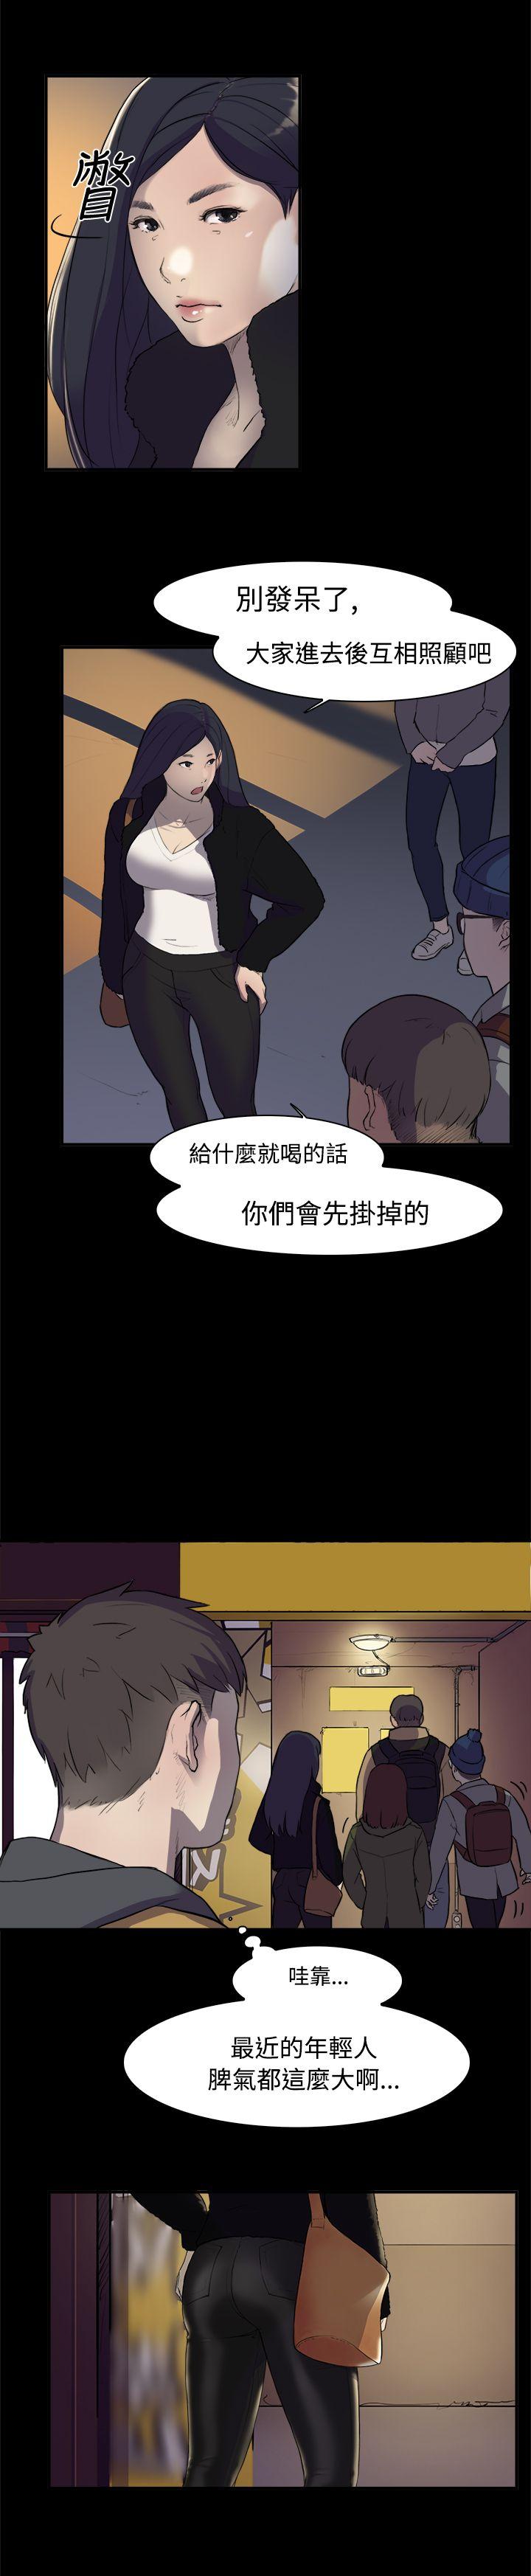 瞥
別發呆了,
大家進去後互相照顧吧
給什麼就喝的話
你們會先掛掉的
哇靠...
最近的年輕人
脾氣都這麼大啊...